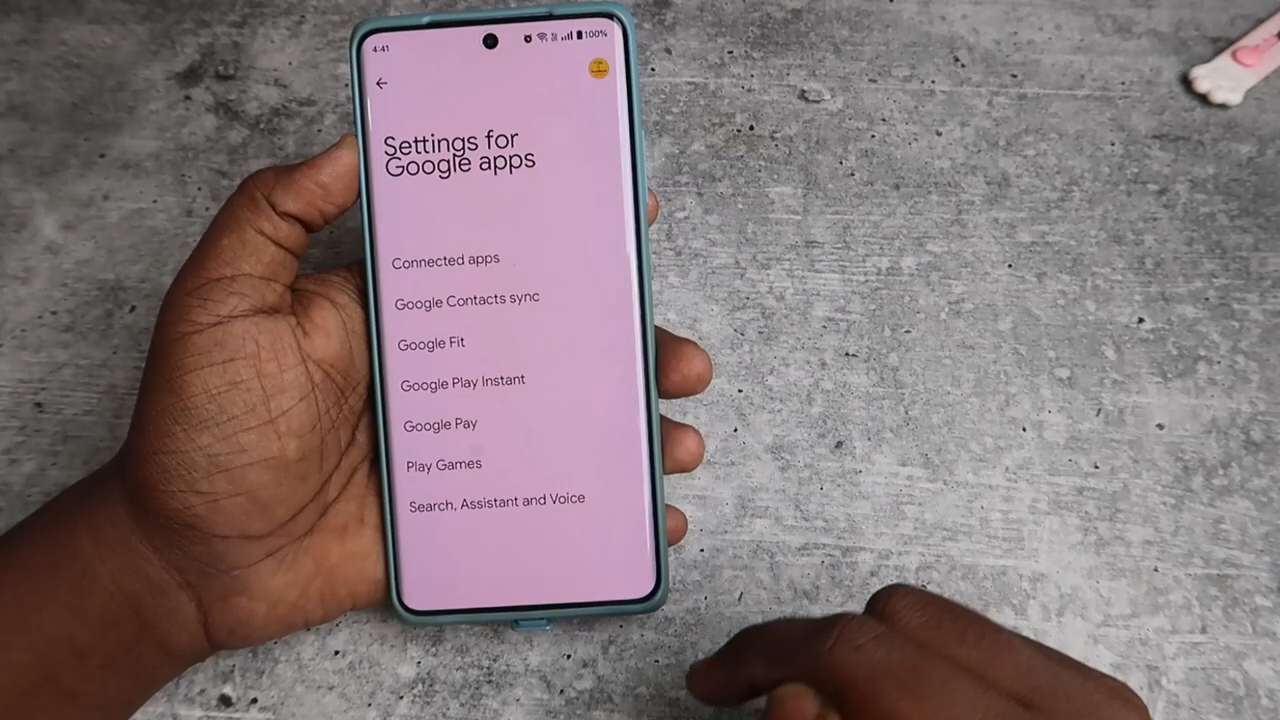 4:41
100%
Settings for
Google apps
Connected apps
Google Contacts sync
Google Fit
Google Play Instant
Google Pay
Play Games
Search, Assistant and Voice